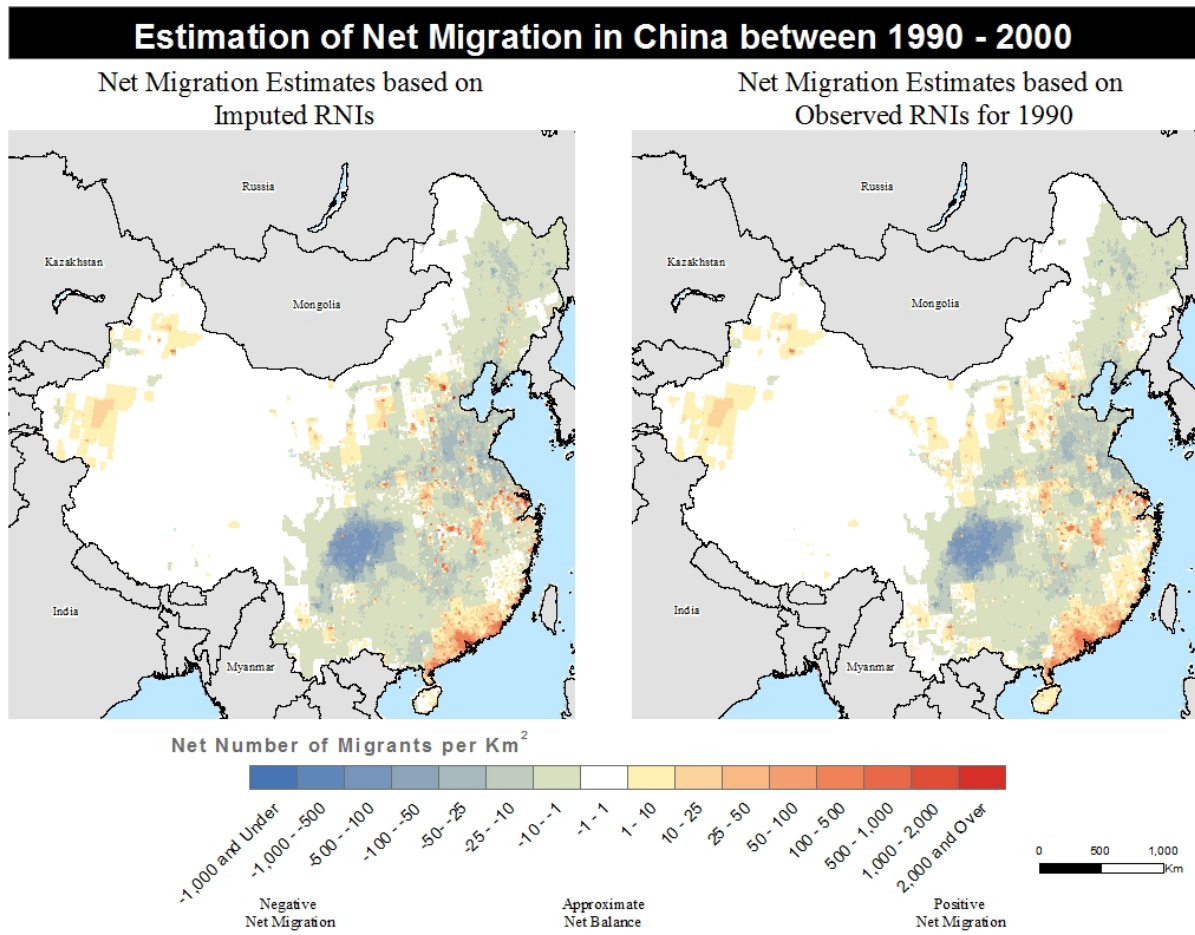 Estimation of Net Migration in China between 1990 - 2000
Net Migration Estimates based on
Imputed RNIs
Net Migration Estimates based on
Observed RNIs for 1990
Russia
Kazakhstan
Mongolia
India
Myanmar
Russia
Kazakhstan
Mongolia
India
Myanmar
Net Number of Migrants per Km²
-1,000 and Under
-1,000 - -500
-500 - -100
-100 - -50
-50 - -25
-25 - -10
-10 - -1
-1 - 1
1 - 10
10 - 25
25 - 50
50 - 100
100 - 500
500 - 1,000
1,000 - 2,000
2,000 and Over
0 500 1,000
Km
Negative
Net Migration
Approximate
Net Balance
Positive
Net Migration